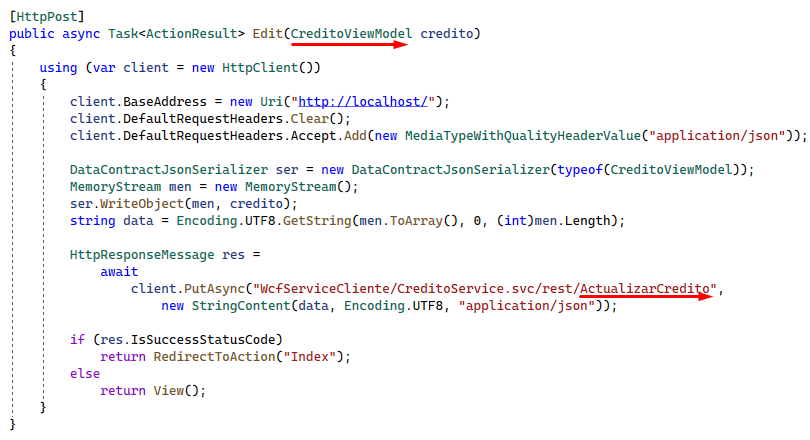 [HttpPost]
public async Task<ActionResult> Edit(CreditoViewModel credito)
{
using (var client = new HttpClient())
{
client.BaseAddress = new Uri("http://localhost/");
client.DefaultRequestHeaders.Clear();
client.DefaultRequestHeaders.Accept.Add(new MediaTypeWithQualityHeaderValue("application/json"));
DataContractJsonSerializer ser = new DataContractJsonSerializer(typeof(CreditoViewModel));
MemoryStream men = new MemoryStream();
ser.WriteObject(men, credito);
string data = Encoding.UTF8.GetString(men.ToArray(), 0, (int)men.Length);
HttpResponseMessage res =
await
client.PutAsync("WcfServiceCliente/CreditoService.svc/rest/ActualizarCredito",
new StringContent(data, Encoding.UTF8, "application/json"));
if (res.IsSuccessStatusCode)
return RedirectToAction("Index");
else
return View();
}
}